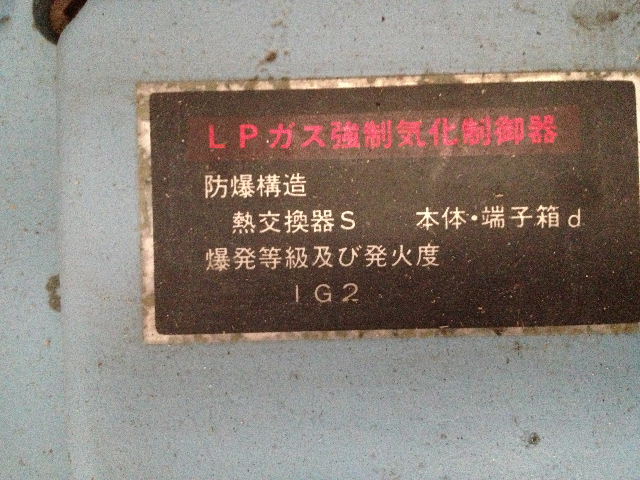 LPガス強制気化制御器
防爆構造
熱交換器S 本体・端子箱d
爆発等級及び発火度
1G2